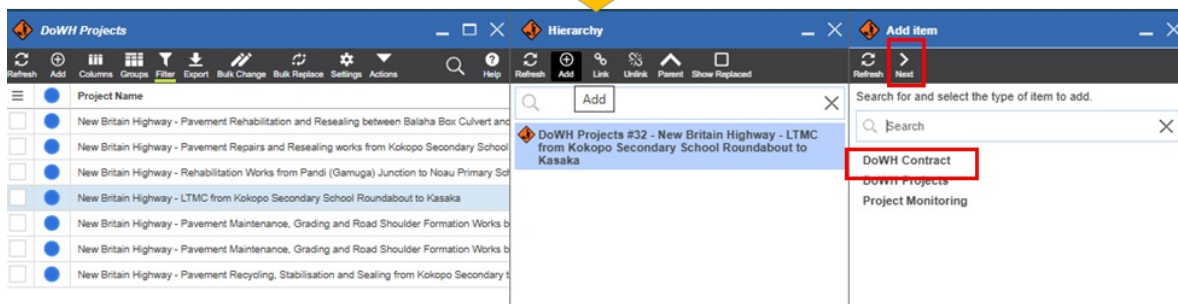 DoWH Projects
Refresh Add Columns Groups Filter Export Bulk Change Bulk Replace Settings Actions Help
Project Name
New Britain Highway - Pavement Rehabilitation and Resealing between Balaha Box Culvert and
New Britain Highway - Pavement Repairs and Resealing works from Kokopo Secondary School
New Britain Highway - Rehabilitation Works from Pandi (Gamuga) Junction to Noau Primary Sch
New Britain Highway - LTMC from Kokopo Secondary School Roundabout to Kasaka
New Britain Highway - Pavement Maintenance, Grading and Road Shoulder Formation Works b
New Britain Highway - Pavement Maintenance, Grading and Road Shoulder Formation Works b
New Britain Highway - Pavement Recycling, Stabilisation and Sealing from Kokopo Secondary t
Hierarchy
Refresh Add Link Unlink Parent Show Replaced
Add
DoWH Projects #32 - New Britain Highway - LTMC
from Kokopo Secondary School Roundabout to
Kasaka
Add item
Refresh Next
Search for and select the type of item to add.
Search
DoWH Contract
DoWH Projects
Project Monitoring